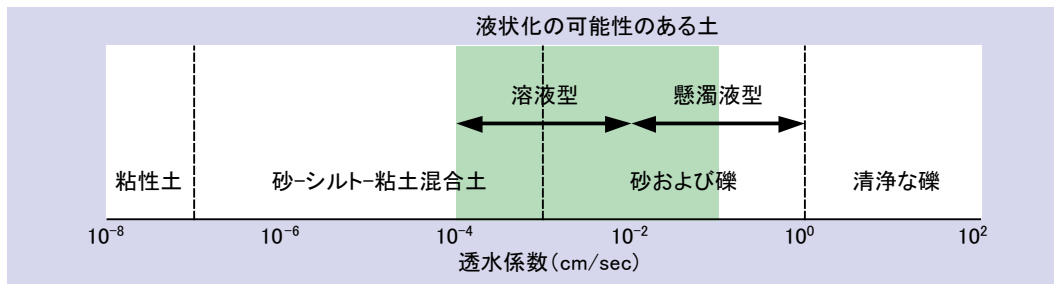 液状化の可能性のある土
溶液型 懸濁液型
粘性土 砂-シルト-粘土混合土 砂および礫 清浄な礫
10⁻⁸ 10⁻⁶ 10⁻⁴ 10⁻² 10⁰ 10²
透水係数(cm/sec)